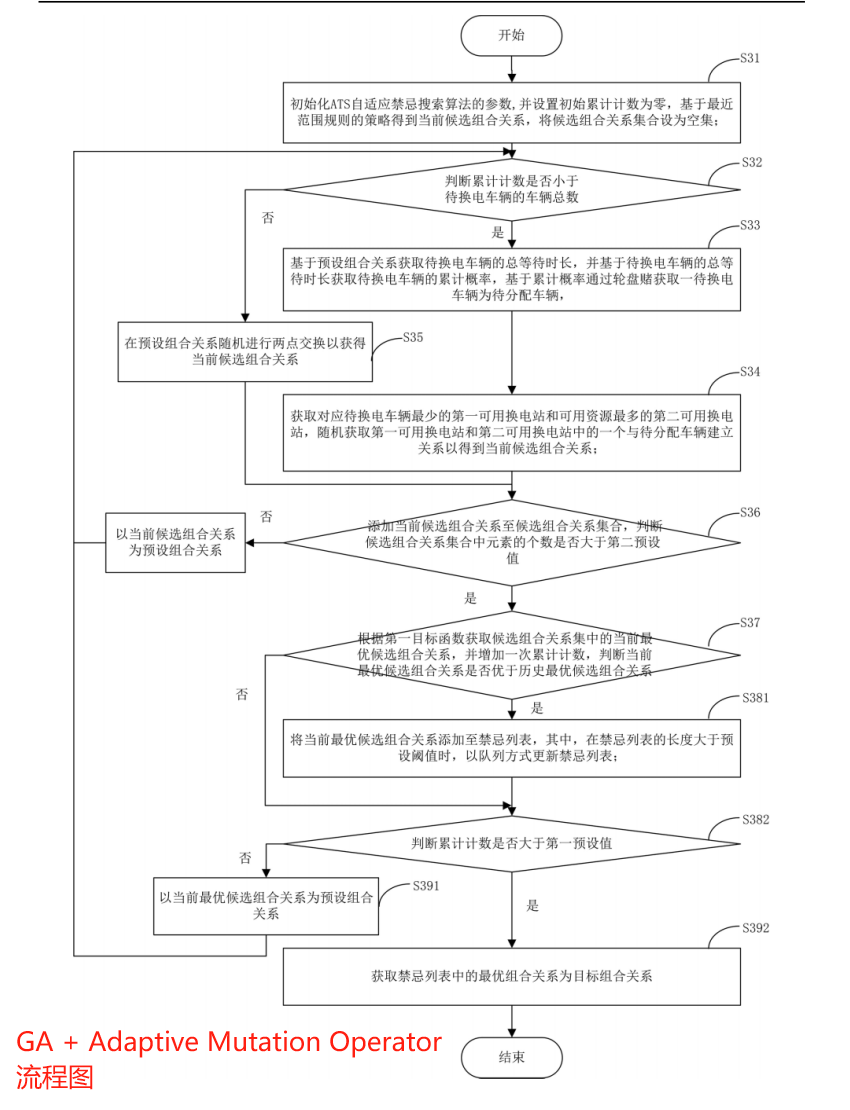 开始
S31
初始化ATS自适应禁忌搜索算法的参数,并设置初始累计计数为零，基于最近
范围规则的策略得到当前候选组合关系，将候选组合关系集合设为空集；
S32
判断累计计数是否小于
待换电车辆的车辆总数
否
是
S33
基于预设组合关系获取待换电车辆的总等待时长，并基于待换电车辆的总等
待时长获取待换电车辆的累计概率，基于累计概率通过轮盘赌获取一待换电
车辆为待分配车辆，
S35
在预设组合关系随机进行两点交换以获得
当前候选组合关系
S34
获取对应待换电车辆最少的第一可用换电站和可用资源最多的第二可用换电
站，随机获取第一可用换电站和第二可用换电站中的一个与待分配车辆建立
关系以得到当前候选组合关系；
S36
添加当前候选组合关系至候选组合关系集合，判断
候选组合关系集合中元素的个数是否大于第二预设
值
否
以当前候选组合关系
为预设组合关系
是
S37
根据第一目标函数获取候选组合关系集中的当前最
优候选组合关系，并增加一次累计计数，判断当前
最优候选组合关系是否优于历史最优候选组合关系
否
是
S381
将当前最优候选组合关系添加至禁忌列表，其中，在禁忌列表的长度大于预
设阈值时，以队列方式更新禁忌列表；
S382
判断累计计数是否大于第一预设值
否
S391
以当前最优候选组合关系为预设组合
关系
是
S392
获取禁忌列表中的最优组合关系为目标组合关系
结束
GA + Adaptive Mutation Operator
流程图